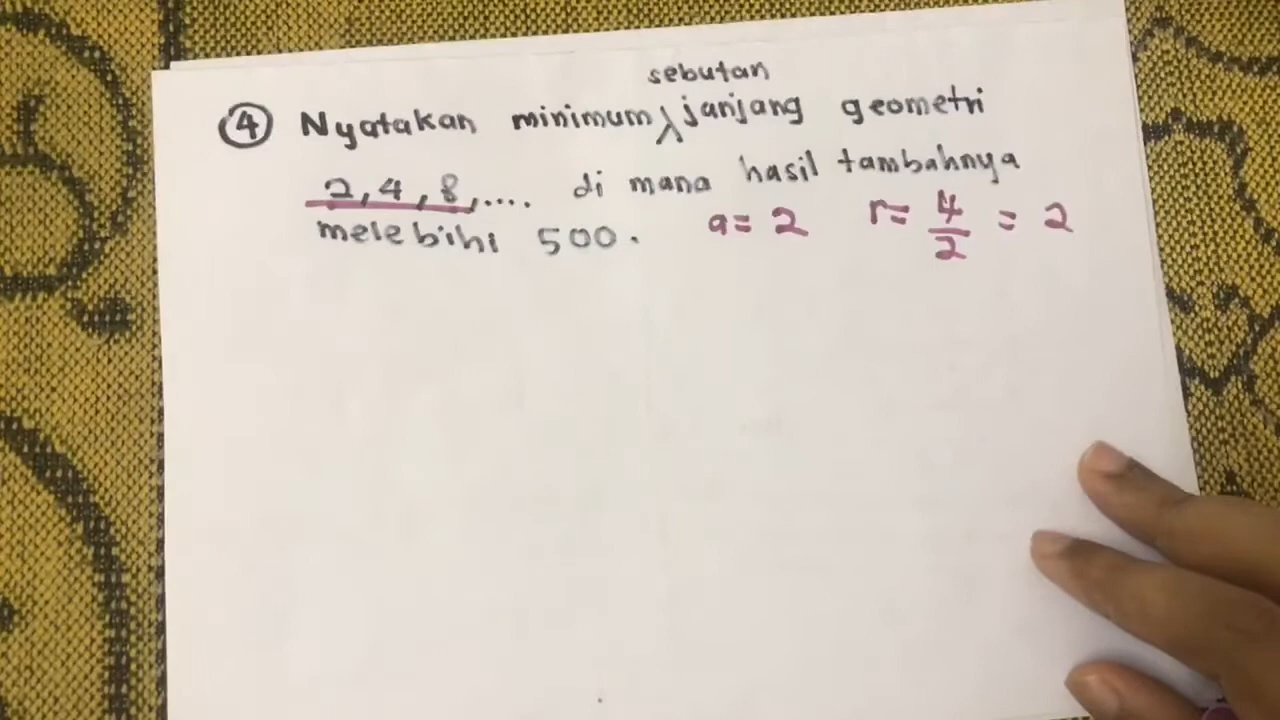 sebutan
④ Nyatakan minimum⋏janjang geometri
2, 4, 8, .... di mana hasil tambahnya
melebihi 500. a = 2 r = 4/2 = 2